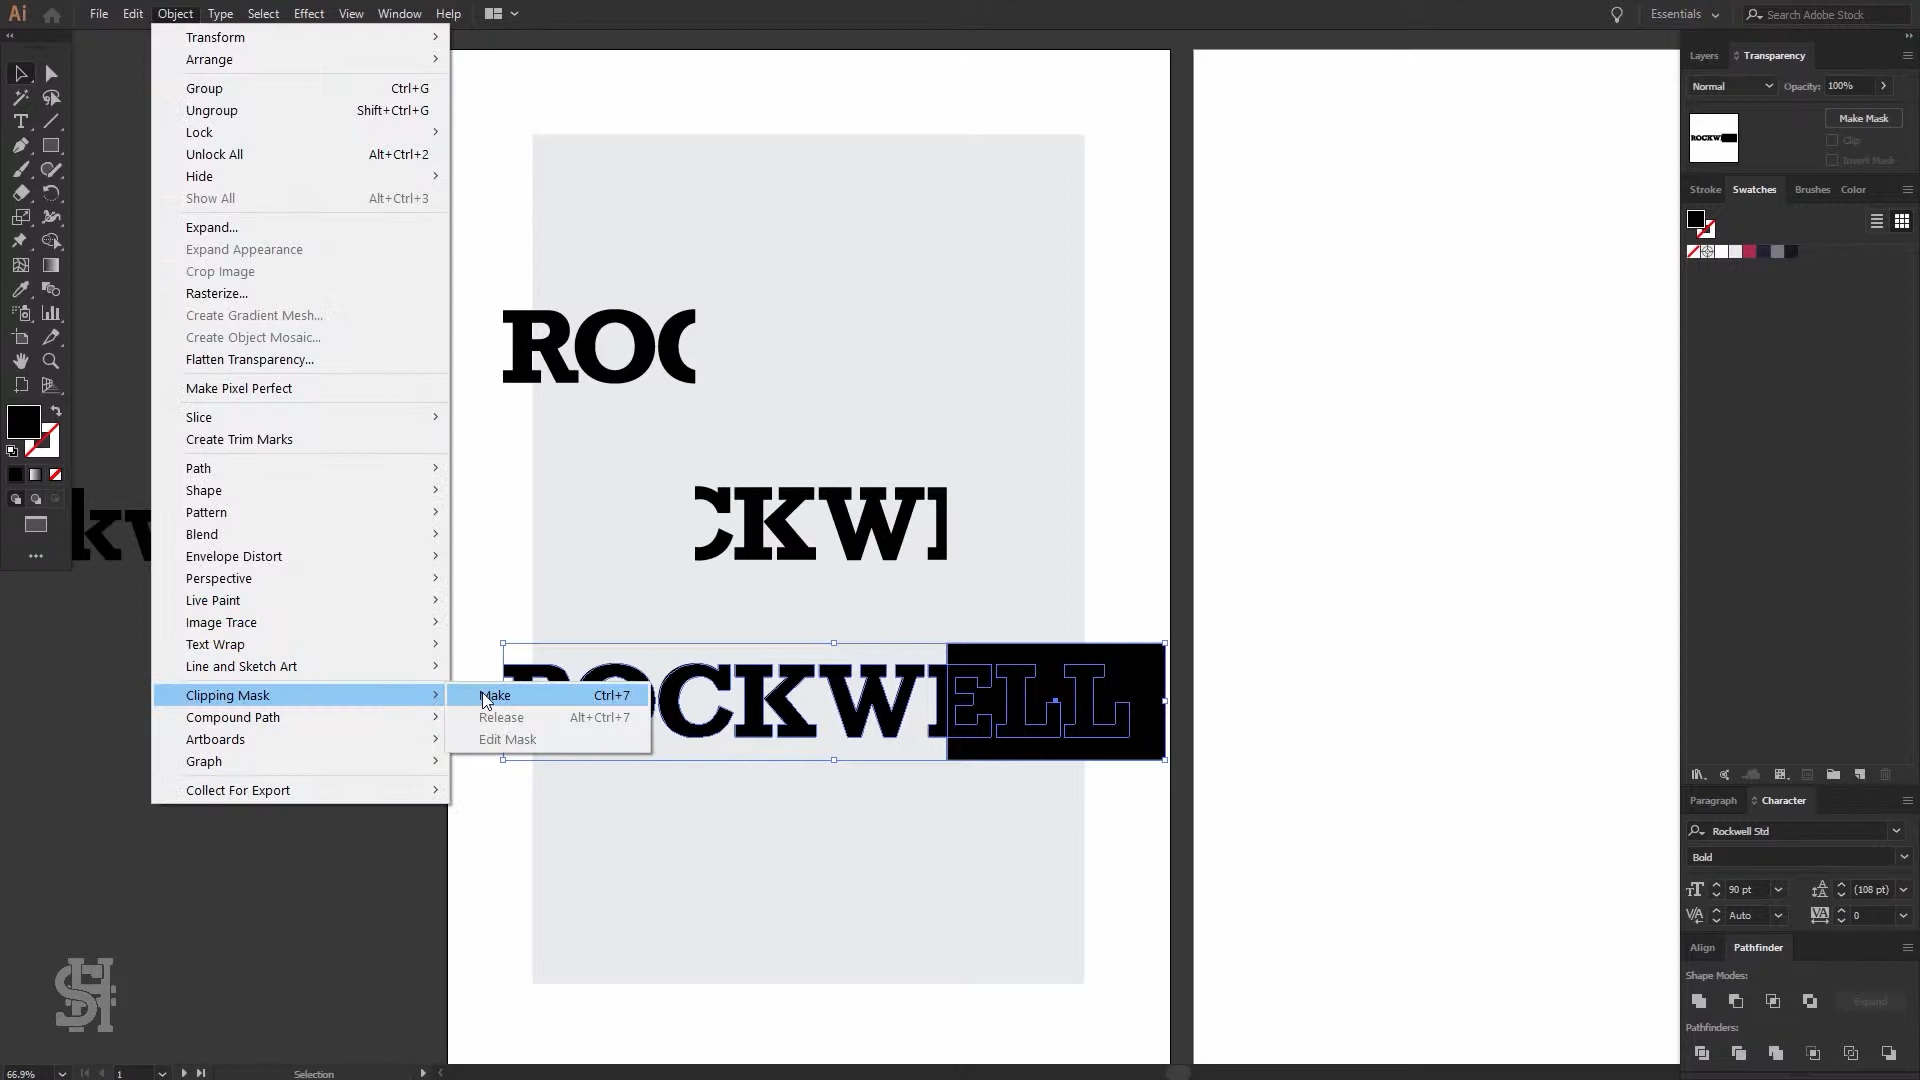 Ai File Edit Object Type Select Effect View Window Help Essentials Search Adobe Stock
Transform
Arrange
Group Ctrl+G
Ungroup Shift+Ctrl+G
Lock
Unlock All Alt+Ctrl+2
Hide
Show All Alt+Ctrl+3
Expand...
Expand Appearance
Crop Image
Rasterize...
Create Gradient Mesh...
Create Object Mosaic...
Flatten Transparency...
Make Pixel Perfect
Slice
Create Trim Marks
Path
Shape
Pattern
Blend
Envelope Distort
Perspective
Live Paint
Image Trace
Text Wrap
Line and Sketch Art
Clipping Mask
Compound Path
Artboards
Graph
Collect For Export
Make Ctrl+7
Release Alt+Ctrl+7
Edit Mask
kw
ROC
CKWE
ROCKWELL
Layers Transparency
Normal Opacity: 100%
ROCKW
Make Mask
Clip
Invert Mask
Stroke Swatches Brushes Color
Paragraph Character
Rockwell Std
Bold
90 pt (108 pt)
Auto 0
Align Pathfinder
Shape Modes:
Expand
Pathfinders:
SH
66.9% 1 Selection